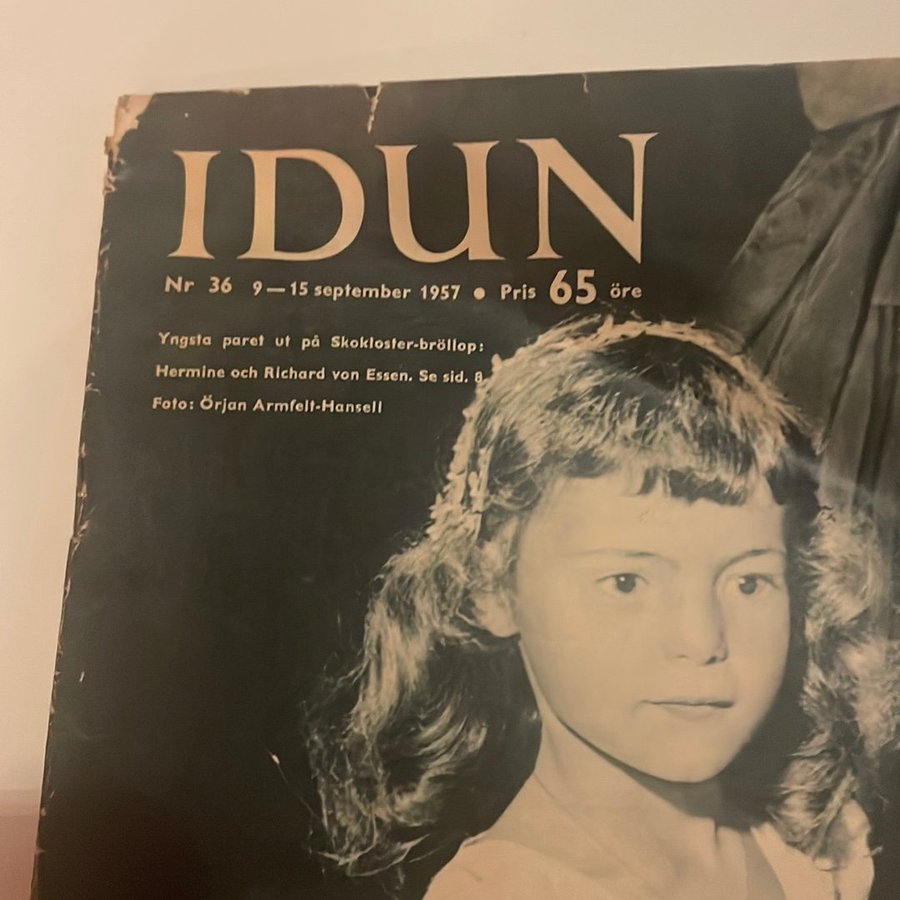 IDUN
Nr 36 9—15 september 1957 • Pris 65 öre
Yngsta paret ut på Skokloster-bröllop:
Hermine och Richard von Essen. Se sid. 8
Foto: Örjan Armfelt-Hansell